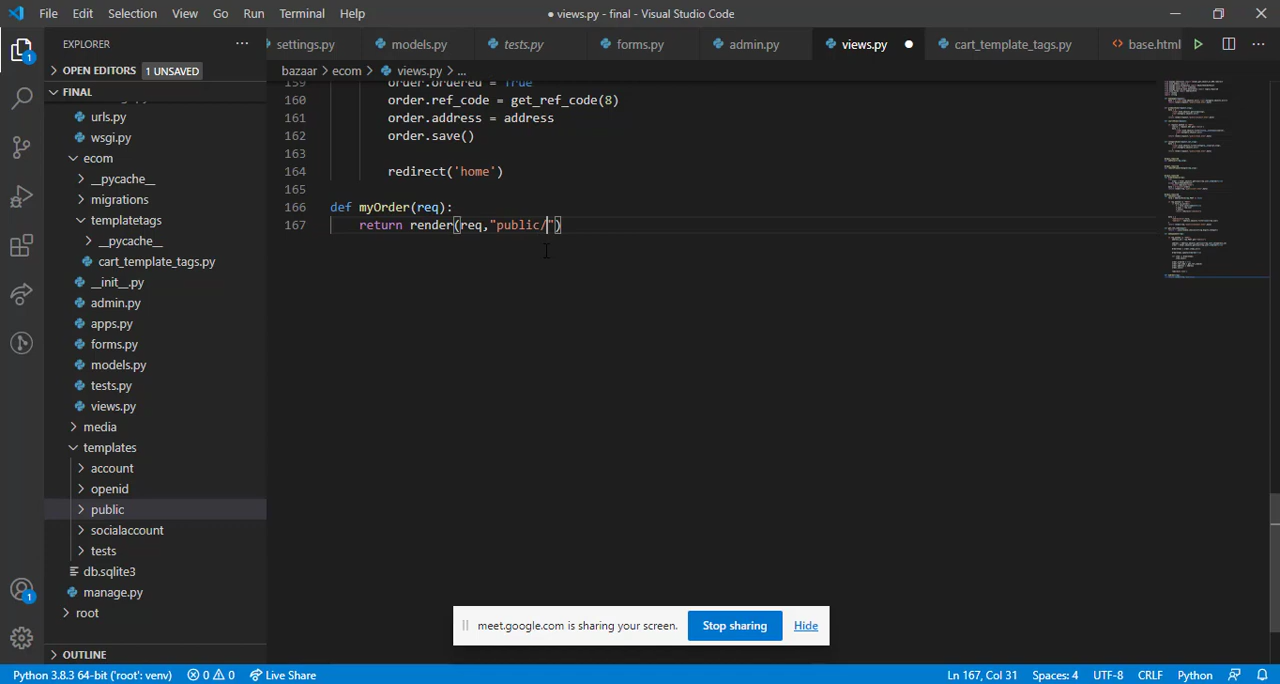 File Edit Selection View Go Run Terminal Help
● views.py - final - Visual Studio Code
EXPLORER
settings.py models.py tests.py forms.py admin.py views.py cart_template_tags.py base.html
OPEN EDITORS 1 UNSAVED
FINAL
urls.py
wsgi.py
ecom
__pycache__
migrations
templatetags
__pycache__
cart_template_tags.py
__init__.py
admin.py
apps.py
forms.py
models.py
tests.py
views.py
media
templates
account
openid
public
socialaccount
tests
db.sqlite3
manage.py
root
OUTLINE
1
1
bazaar > ecom > views.py > ...
159 order.ordered = True
160 order.ref_code = get_ref_code(8)
161 order.address = address
162 order.save()
163
164 redirect('home')
165
166 def myOrder(req):
167 return render(req,"public/")
meet.google.com is sharing your screen. Stop sharing Hide
Python 3.8.3 64-bit ('root': venv) 0 0 Live Share Ln 167, Col 31 Spaces: 4 UTF-8 CRLF Python